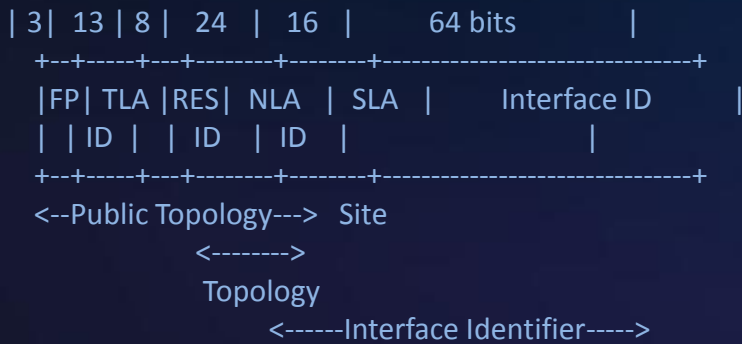 | 3| 13 | 8 | 24 | 16 | 64 bits |
+--+-----+---+--------+--------+--------------------------------+
|FP| TLA |RES| NLA | SLA | Interface ID |
| | ID | | ID | ID | |
+--+-----+---+--------+--------+--------------------------------+
<--Public Topology---> Site
<-------->
Topology
<------Interface Identifier----->